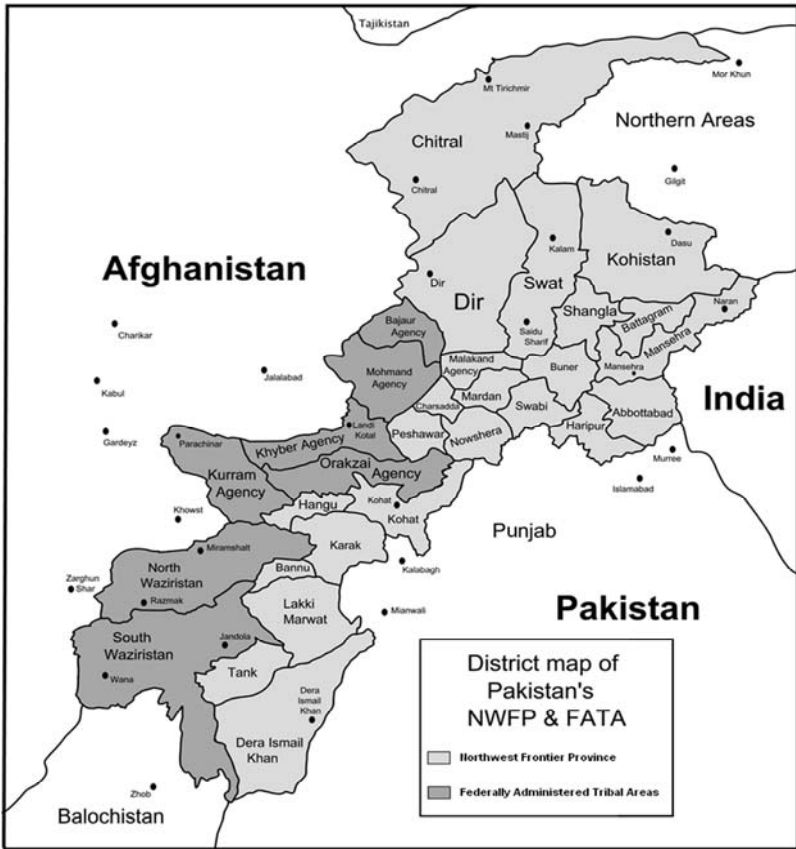 Tajikistan
Mor Khun
Mt Tirichmir
Northern Areas
Mastij
Chitral
Gilgit
Chitral
Dasu
Kalam
Kohistan
Afghanistan
Dir
Swat
Dir
Naran
Shangla
Battagram
Bajaur
Agency
Saidu
Sharif
Mansehra
Charikar
Malakand
Agency
Buner
Mansehra
Mohmand
Agency
Jalalabad
Kabul
Mardan
India
Charsadda
Swabi
Abbottabad
Landi
Kotal
Haripur
Gardeyz
Parachinar
Peshawar
Nowshera
Khyber Agency
Murree
Orakzai
Agency
Kurram
Agency
Islamabad
Hangu
Kohat
Khowst
Kohat
Punjab
Karak
Miramshalt
Kalabagh
North
Waziristan
Bannu
Zarghun
Shar
Razmak
Lakki
Marwat
Mianwali
Pakistan
South
Waziristan
Jandola
Wana
Tank
Dera
Ismail
Khan
Dera Ismail
Khan
Zhob
Balochistan
District map of
Pakistan's
NWFP & FATA
Northwest Frontier Province
Federally Administered Tribal Areas